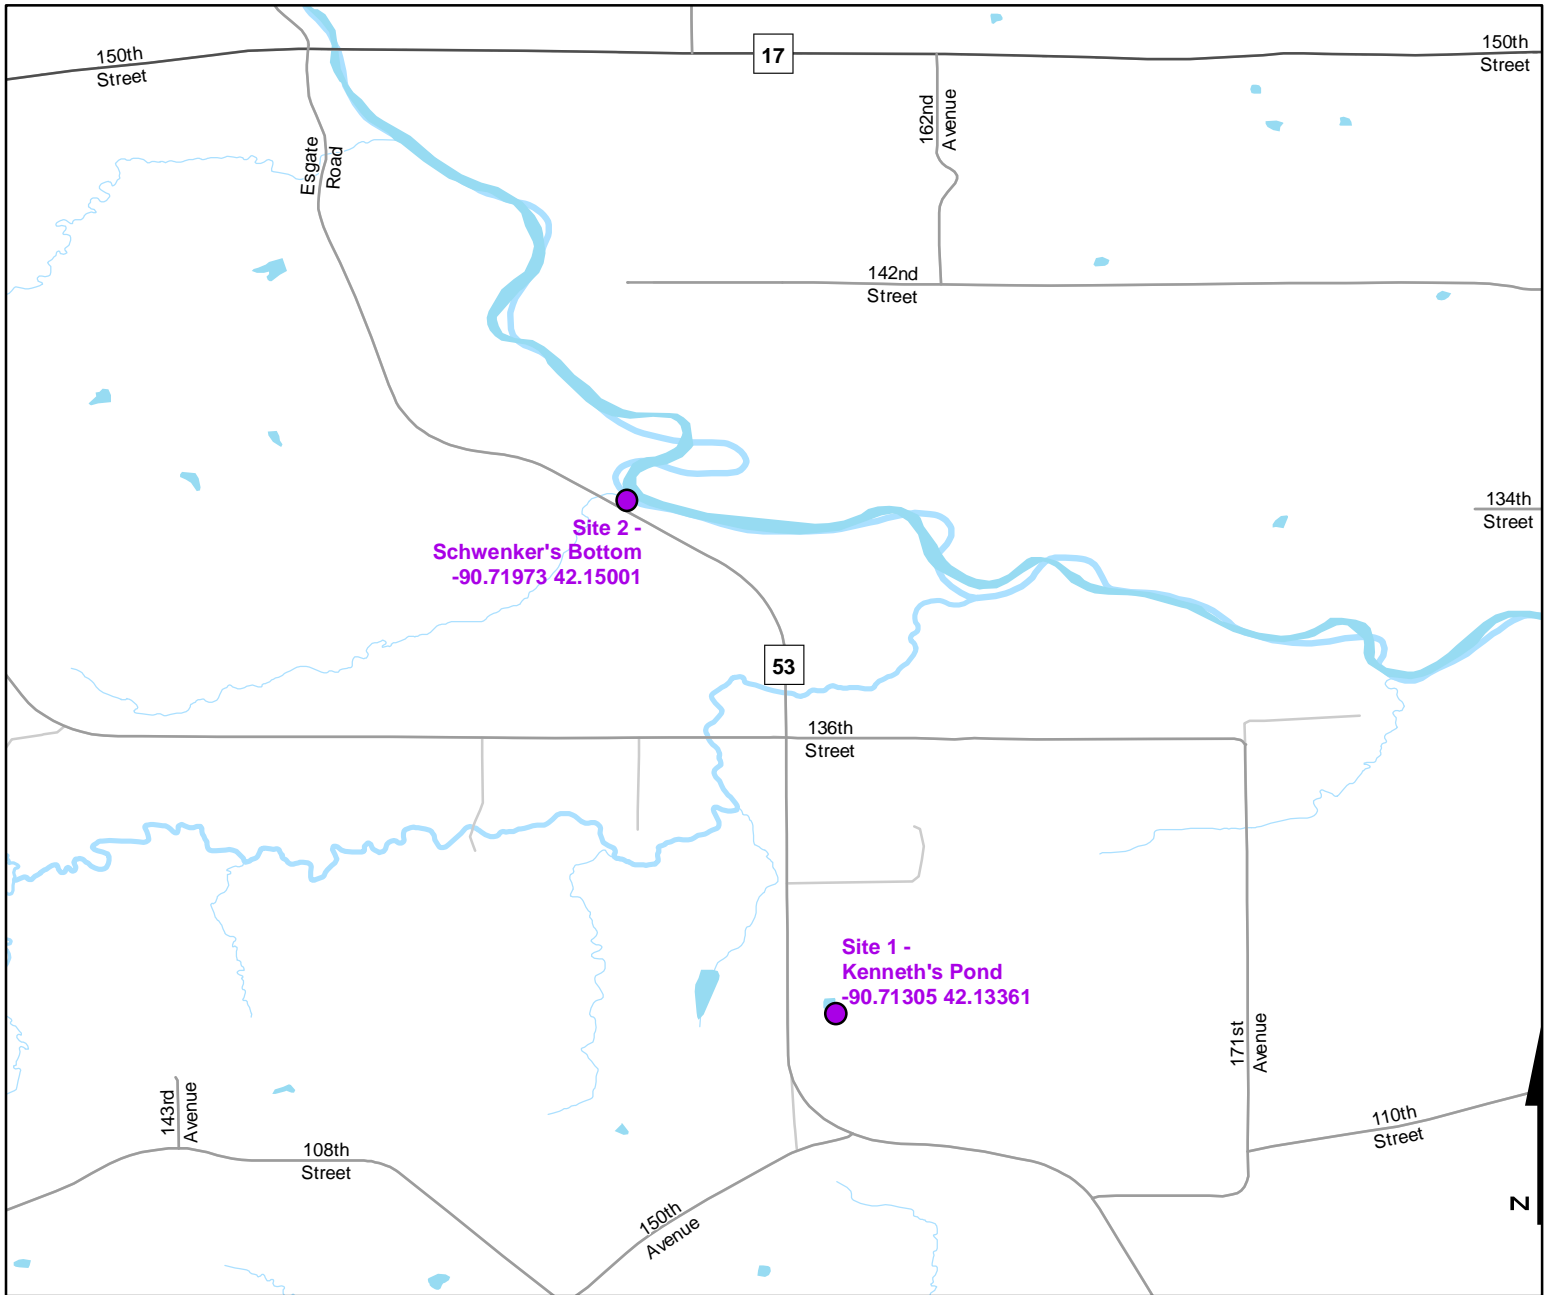 150th
Street
17
150th
Street
162nd
Avenue
Esgate
Road
142nd
Street
134th
Street
Site 2 -
Schwenker's Bottom
-90.71973 42.15001
53
136th
Street
Site 1 -
Kenneth's Pond
-90.71305 42.13361
171st
Avenue
143rd
Avenue
110th
Street
108th
Street
150th
Avenue
Z